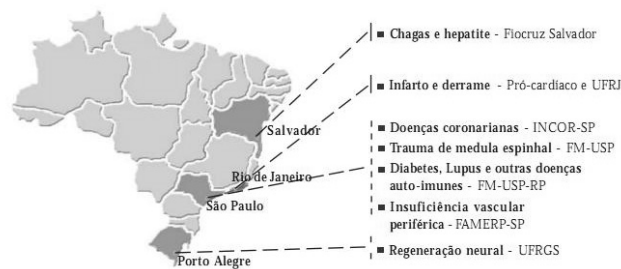 Chagas e hepatite - Fiocruz Salvador
Infarto e derrame - Pró-cardíaco e UFRJ
Salvador
Doenças coronarianas - INCOR-SP
Trauma de medula espinhal - FM-USP
Rio de Janeiro
Diabetes, Lupus e outras doenças
auto-imunes - FM-USP-RP
São Paulo
Insuficiência vascular
periférica - FAMERP-SP
Regeneração neural - UFRGS
Porto Alegre